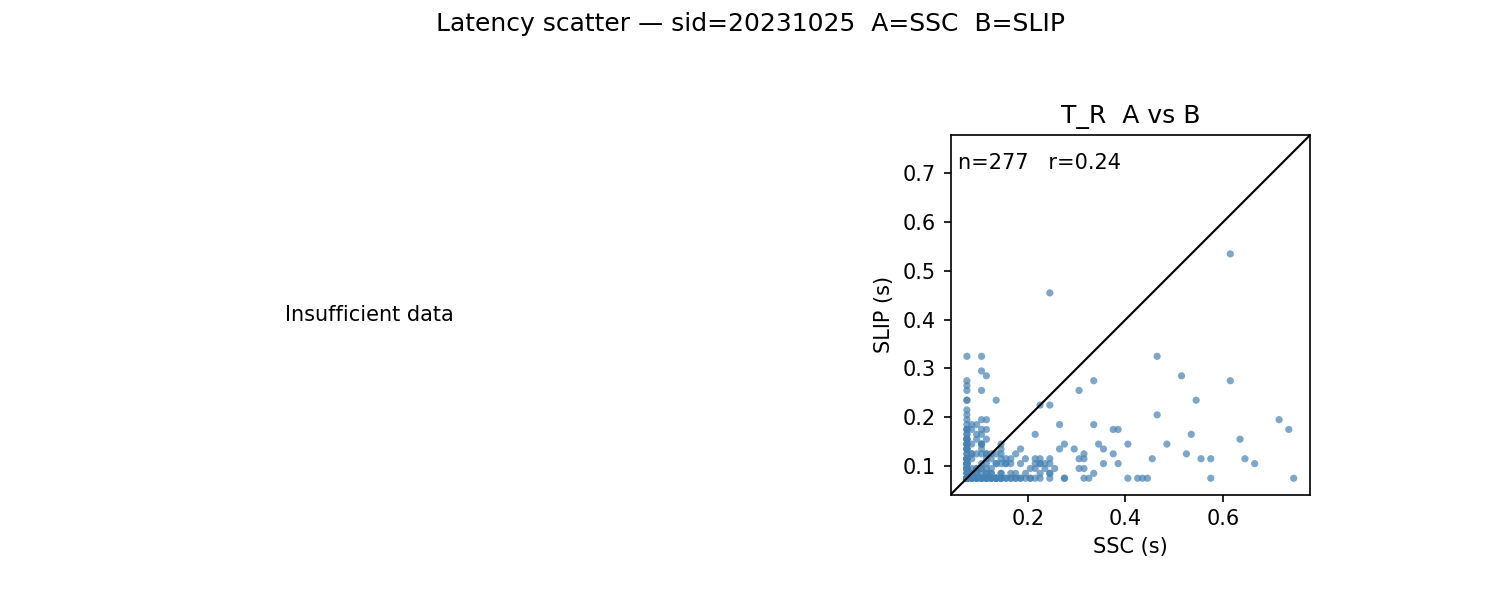 Latency scatter — sid=20231025  A=SSC  B=SLIP
Insufficient data
T_R  A vs B
n=277   r=0.24
0.7
0.6
0.5
0.4
0.3
0.2
0.1
SLIP (s)
0.2
0.4
0.6
SSC (s)